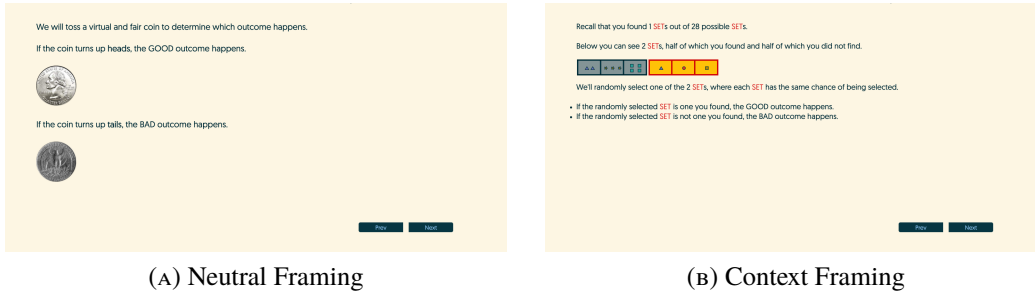 We will toss a virtual and fair coin to determine which outcome happens.
If the coin turns up heads, the GOOD outcome happens.
If the coin turns up tails, the BAD outcome happens.
Prev Next
(A) Neutral Framing
Recall that you found 1 SETs out of 28 possible SETs.
Below you can see 2 SETs, half of which you found and half of which you did not find.
We'll randomly select one of the 2 SETs, where each SET has the same chance of being selected.
• If the randomly selected SET is one you found, the GOOD outcome happens.
• If the randomly selected SET is not one you found, the BAD outcome happens.
Prev Next
(B) Context Framing